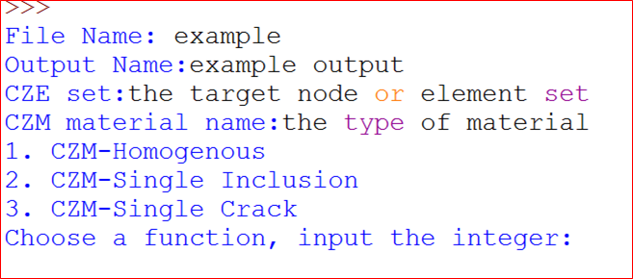 >>>
File Name: example
Output Name:example output
CZE set:the target node or element set
CZM material name:the type of material
1. CZM-Homogenous
2. CZM-Single Inclusion
3. CZM-Single Crack
Choose a function, input the integer: